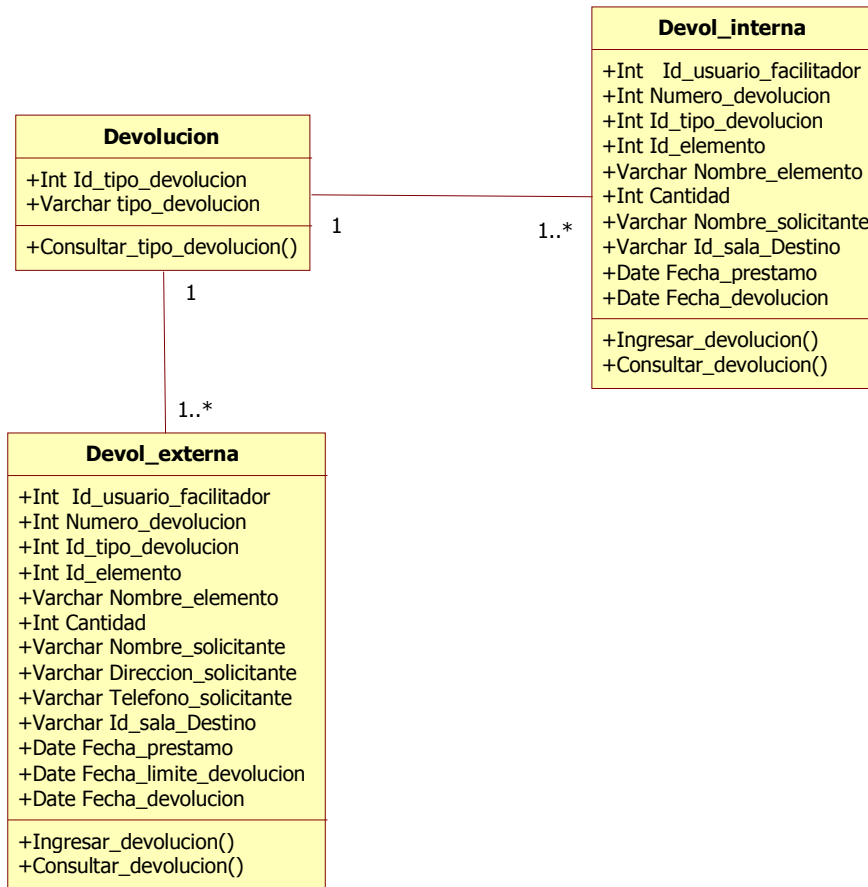 Devol_interna
+Int Id_usuario_facilitador
+Int Numero_devolucion
+Int Id_tipo_devolucion
+Int Id_elemento
+Varchar Nombre_elemento
+Int Cantidad
+Varchar Nombre_solicitante
+Varchar Id_sala_Destino
+Date Fecha_prestamo
+Date Fecha_devolucion
+Ingresar_devolucion()
+Consultar_devolucion()
Devolucion
+Int Id_tipo_devolucion
+Varchar tipo_devolucion
+Consultar_tipo_devolucion()
1
1..*
1
1..*
Devol_externa
+Int Id_usuario_facilitador
+Int Numero_devolucion
+Int Id_tipo_devolucion
+Int Id_elemento
+Varchar Nombre_elemento
+Int Cantidad
+Varchar Nombre_solicitante
+Varchar Direccion_solicitante
+Varchar Telefono_solicitante
+Varchar Id_sala_Destino
+Date Fecha_prestamo
+Date Fecha_limite_devolucion
+Date Fecha_devolucion
+Ingresar_devolucion()
+Consultar_devolucion()